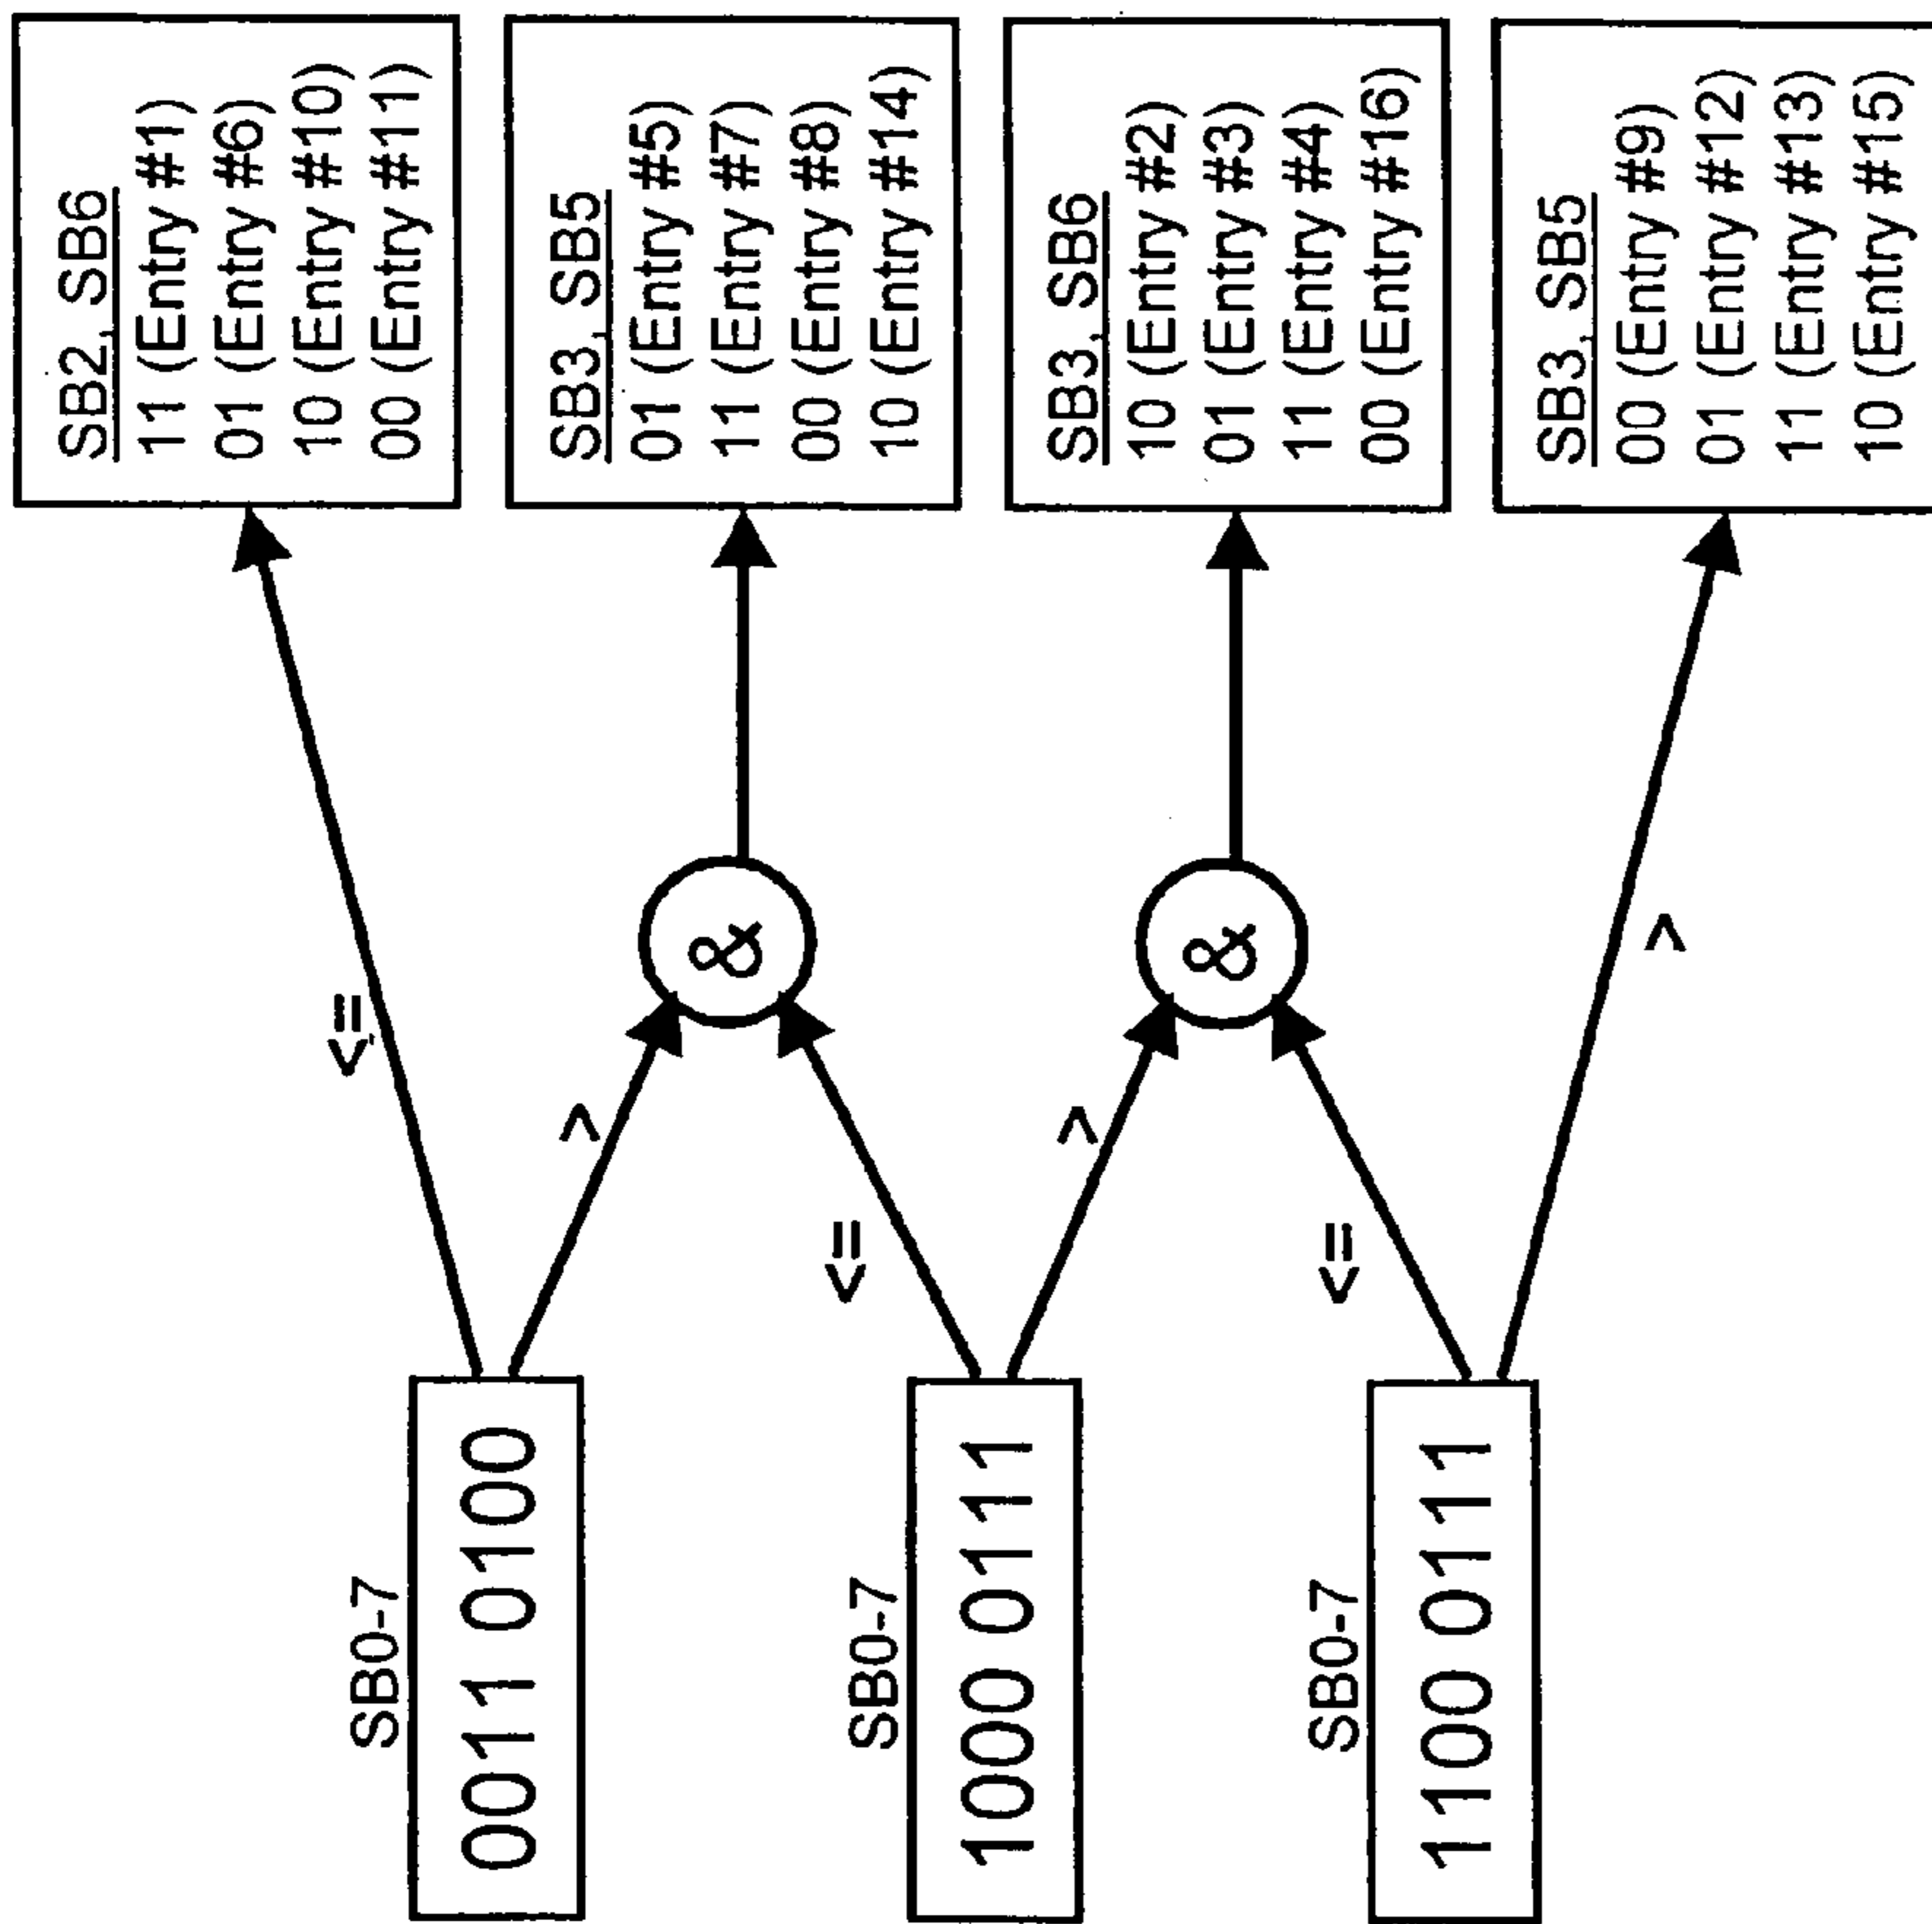 SB0-7
0011 0100
<=
>
&
SB2, SB6
11 (Entry #1)
01 (Entry #6)
10 (Entry #10)
00 (Entry #11)
SB0-7
1000 0111
<=
>
&
SB3, SB5
01 (Entry #5)
11 (Entry #7)
00 (Entry #8)
10 (Entry #14)
SB0-7
1100 0111
<=
>
SB3, SB6
10 (Entry #2)
01 (Entry #3)
11 (Entry #4)
00 (Entry #16)
SB3, SB5
00 (Entry #9)
01 (Entry #12)
11 (Entry #13)
10 (Entry #15)